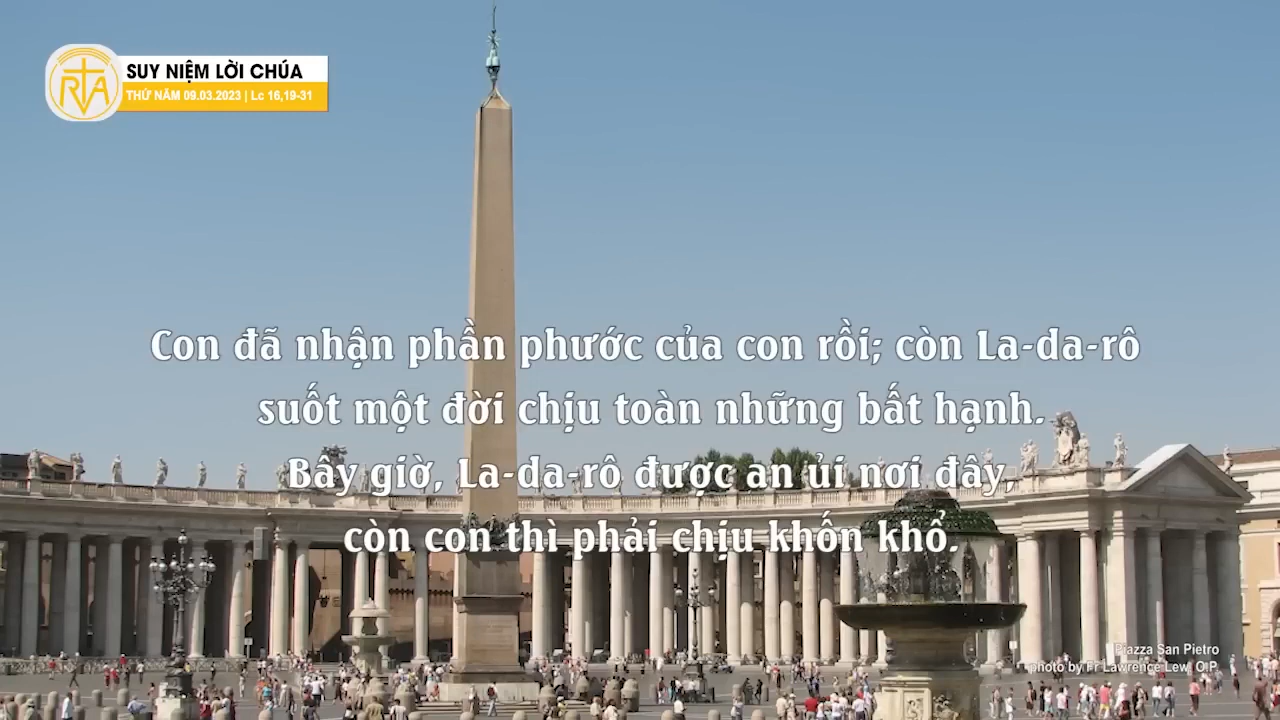 RVA
SUY NIỆM LỜI CHÚA
THỨ NĂM 09.03.2023 | Lc 16,19-31
Con đã nhận phần phước của con rồi; còn La-da-rô
suốt một đời chịu toàn những bất hạnh.
Bây giờ, La-da-rô được an ủi nơi đây,
còn con thì phải chịu khốn khổ.
Piazza San Pietro
photo by Fr Lawrence Lew, O.P.